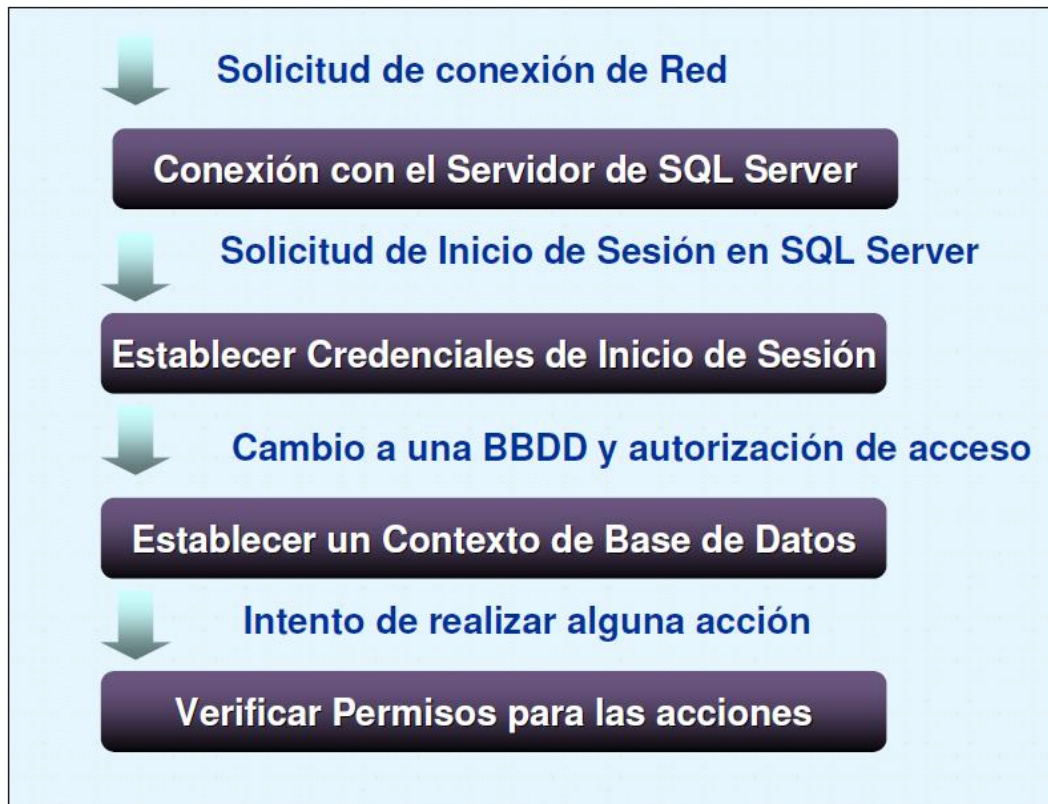 Solicitud de conexión de Red
Conexión con el Servidor de SQL Server
Solicitud de Inicio de Sesión en SQL Server
Establecer Credenciales de Inicio de Sesión
Cambio a una BBDD y autorización de acceso
Establecer un Contexto de Base de Datos
Intento de realizar alguna acción
Verificar Permisos para las acciones